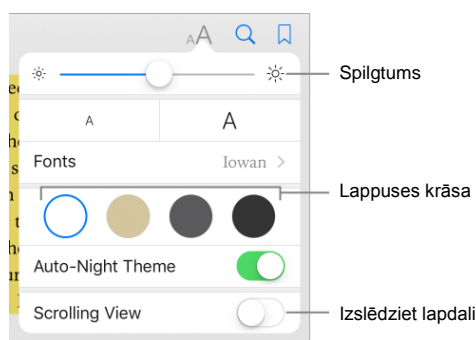 AA
Spilgtums
A A
Fonts Iowan >
Lappuses krāsa
Auto-Night Theme
Scrolling View
Izslēdziet lapdali